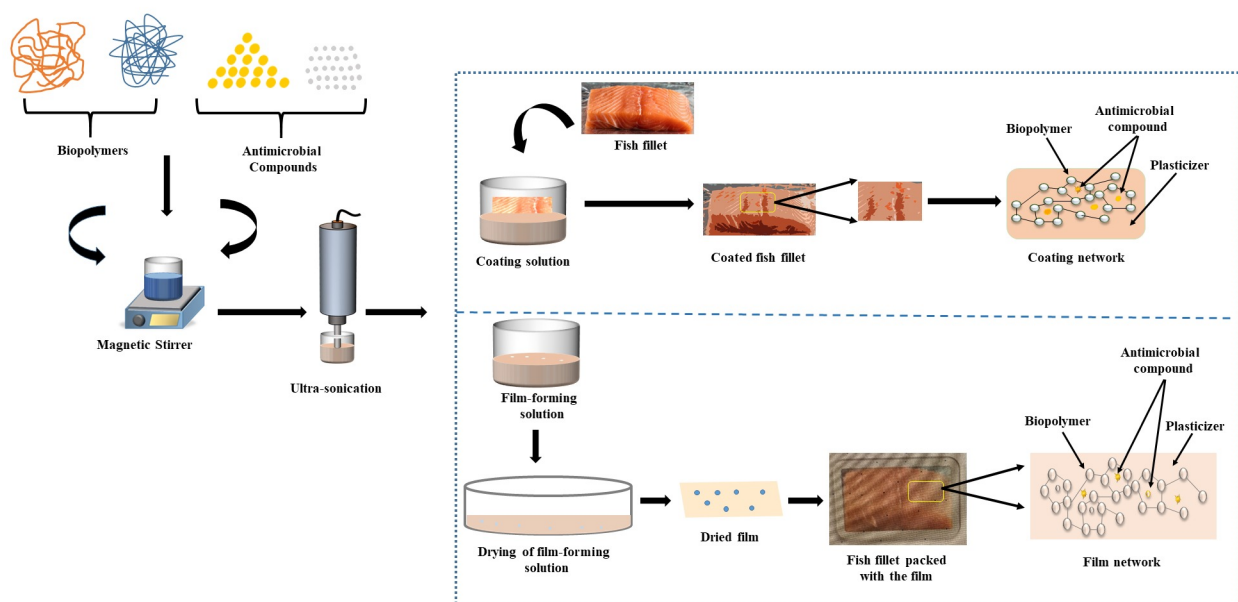 Biopolymers
Antimicrobial
Compounds
Magnetic Stirrer
Ultra-sonication
Fish fillet
Coating solution
Coated fish fillet
Biopolymer
Antimicrobial
compound
Plasticizer
Coating network
Film-forming
solution
Drying of film-forming
solution
Dried film
Fish fillet packed
with the film
Antimicrobial
compound
Biopolymer
Plasticizer
Film network